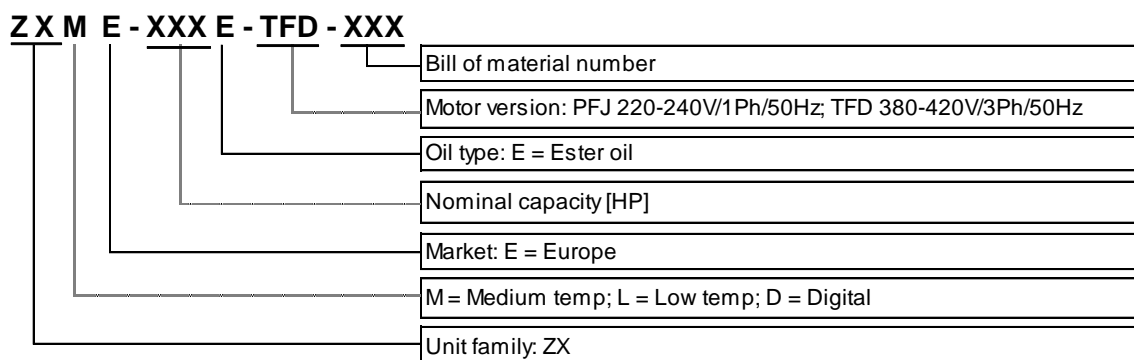 ZXM E - XXX E - TFD - XXX
Bill of material number
Motor version: PFJ 220-240V/1Ph/50Hz; TFD 380-420V/3Ph/50Hz
Oil type: E = Ester oil
Nominal capacity [HP]
Market: E = Europe
M = Medium temp; L = Low temp; D = Digital
Unit family: ZX